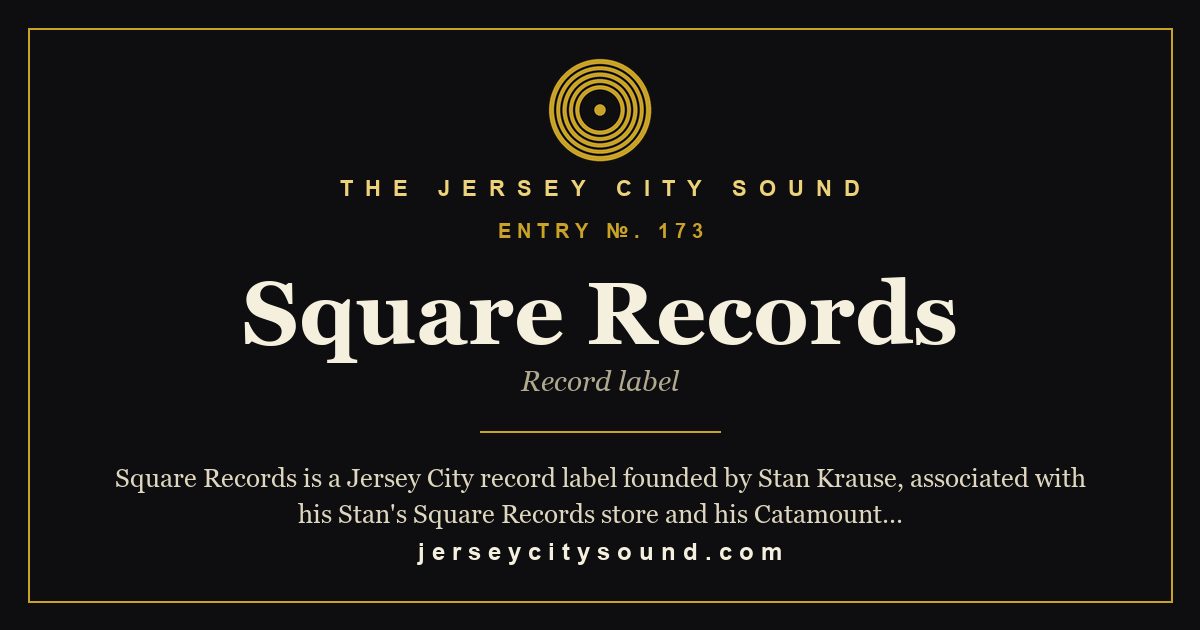 THE JERSEY CITY SOUND
ENTRY №. 173
Square Records
Record label
Square Records is a Jersey City record label founded by Stan Krause, associated with
his Stan's Square Records store and his Catamount...
jerseycitysound.com